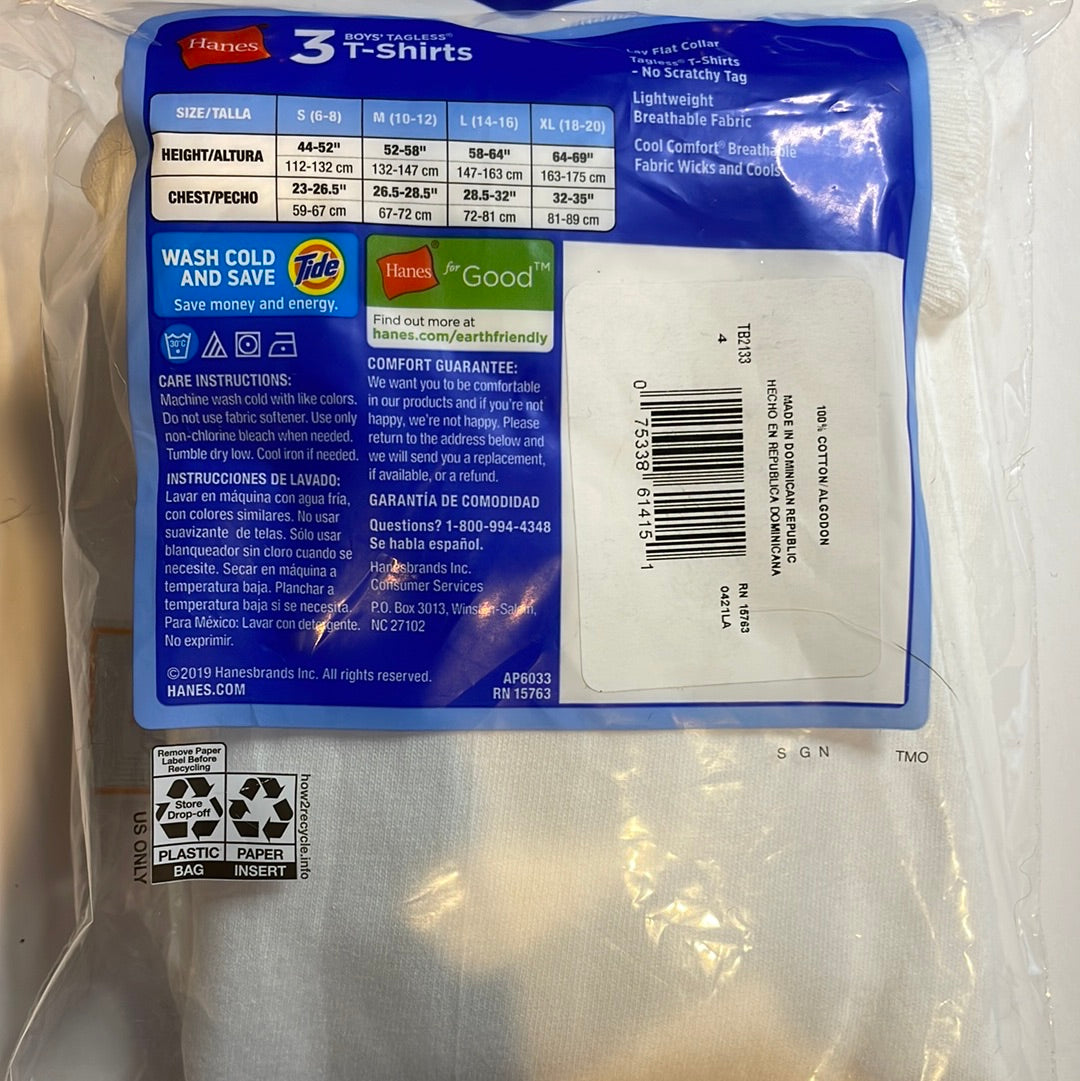 Hanes
3 BOYS' TAGLESS®
T-Shirts
Lay Flat Collar
Tagless® T-Shirts
- No Scratchy Tag
Lightweight
Breathable Fabric
Cool Comfort® Breathable
Fabric Wicks and Cools
SIZE/TALLA S (6-8) M (10-12) L (14-16) XL (18-20)
HEIGHT/ALTURA 44-52" 52-58" 58-64" 64-69"
112-132 cm 132-147 cm 147-163 cm 163-175 cm
CHEST/PECHO 23-26.5" 26.5-28.5" 28.5-32" 32-35"
59-67 cm 67-72 cm 72-81 cm 81-89 cm
WASH COLD
AND SAVE
Tide
Save money and energy.
30°C
CARE INSTRUCTIONS:
Machine wash cold with like colors.
Do not use fabric softener. Use only
non-chlorine bleach when needed.
Tumble dry low. Cool iron if needed.
INSTRUCCIONES DE LAVADO:
Lavar en máquina con agua fría,
con colores similares. No usar
suavizante de telas. Sólo usar
blanqueador sin cloro cuando se
necesite. Secar en máquina a
temperatura baja. Planchar a
temperatura baja si se necesita.
Para México: Lavar con detergente.
No exprimir.
Hanes® for Good™
Find out more at
hanes.com/earthfriendly
COMFORT GUARANTEE:
We want you to be comfortable
in our products and if you're not
happy, we're not happy. Please
return to the address below and
we will send you a replacement,
if available, or a refund.
GARANTÍA DE COMODIDAD
Questions? 1-800-994-4348
Se habla español.
Hanesbrands Inc.
Consumer Services
P.O. Box 3013, Winston-Salem,
NC 27102
©2019 Hanesbrands Inc. All rights reserved.
HANES.COM
AP6033
RN 15763
100% COTTON/ALGODON
MADE IN DOMINICAN REPUBLIC
HECHO EN REPUBLICA DOMINICANA
TB2133
4
RN 15763
0421LA
0 75338 61415 1
S G N
TMO
Remove Paper
Label Before
Recycling
Store
Drop-off
PLASTIC
BAG
PAPER
INSERT
how2recycle.info
US ONLY